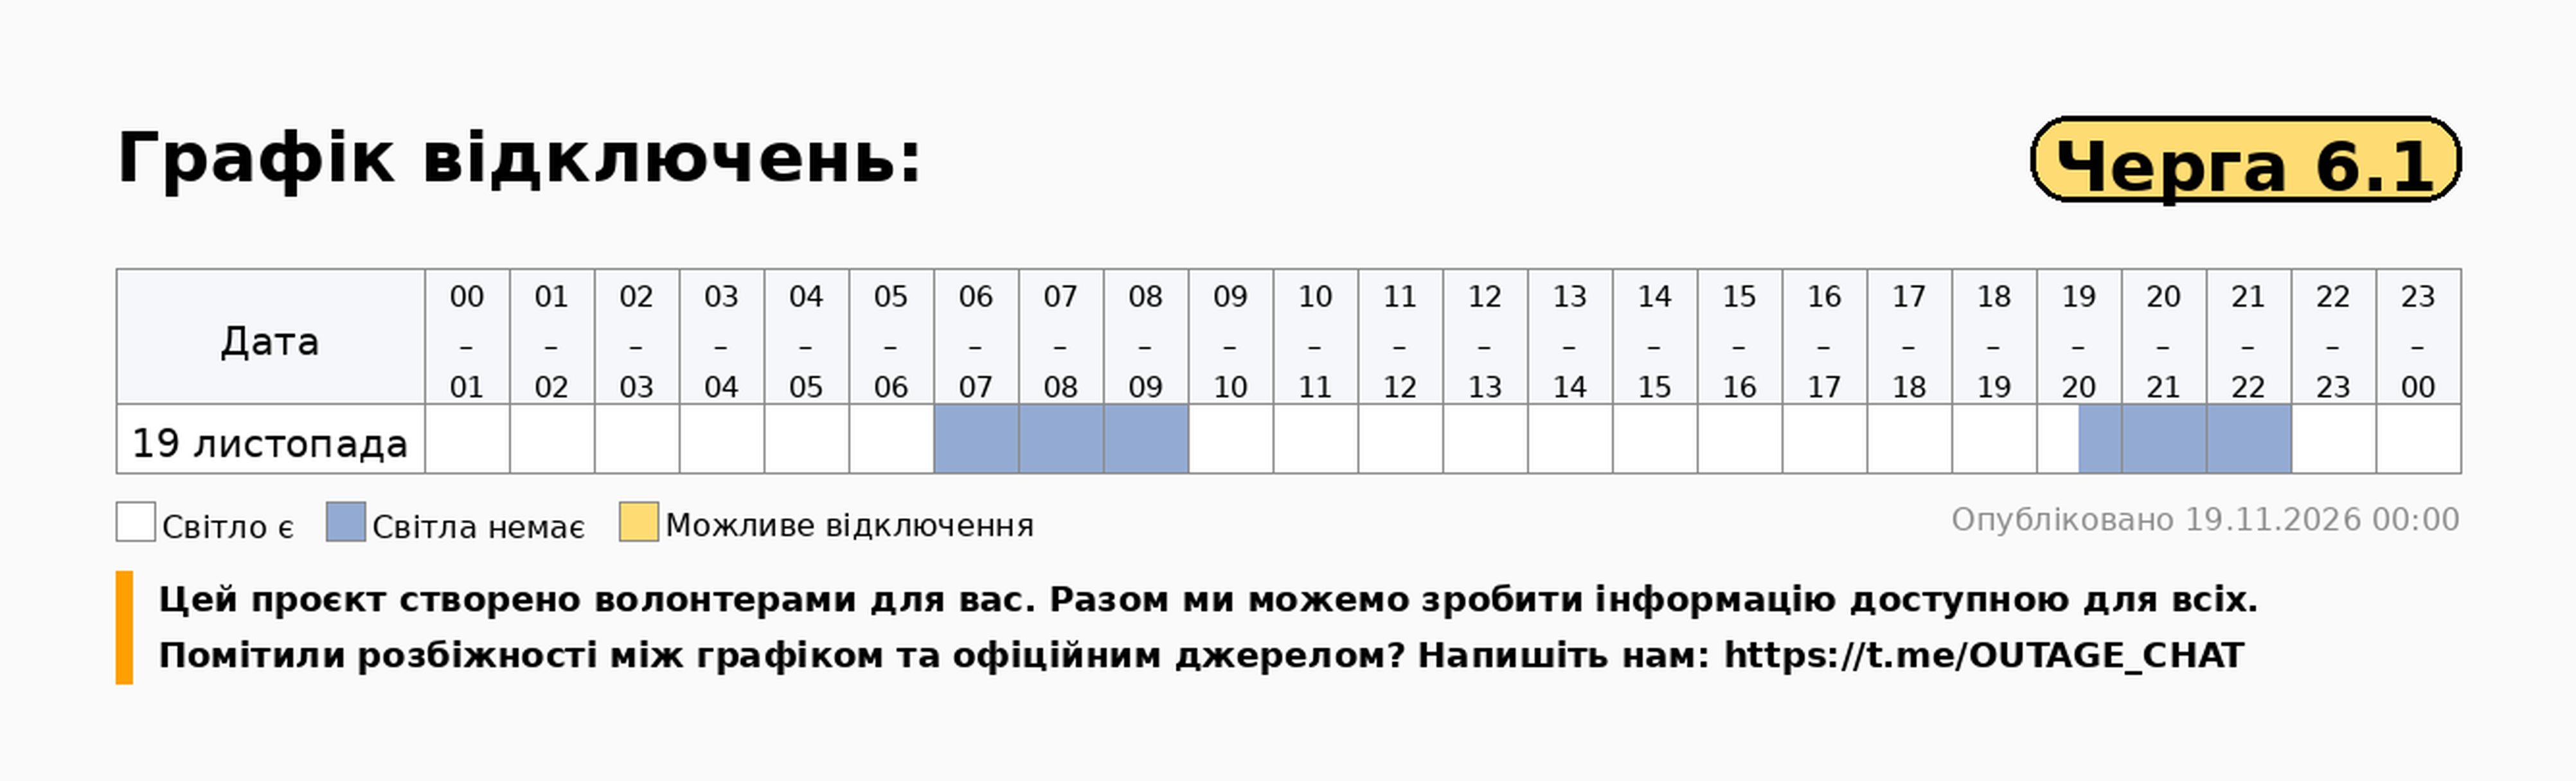 Графік відключень:
Черга 6.1
Дата
00 – 01
01 – 02
02 – 03
03 – 04
04 – 05
05 – 06
06 – 07
07 – 08
08 – 09
09 – 10
10 – 11
11 – 12
12 – 13
13 – 14
14 – 15
15 – 16
16 – 17
17 – 18
18 – 19
19 – 20
20 – 21
21 – 22
22 – 23
23 – 00
19 листопада
Світло є
Світла немає
Можливе відключення
Опубліковано 19.11.2026 00:00
Цей проєкт створено волонтерами для вас. Разом ми можемо зробити інформацію доступною для всіх.
Помітили розбіжності між графіком та офіційним джерелом? Напишіть нам: https://t.me/OUTAGE_CHAT